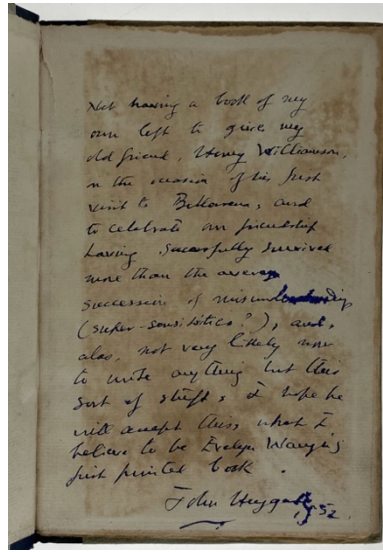 Not having a book of my
own left to give my
old friend, Henry Williamson,
on the occasion of his first
visit to Bellarena, and
to celebrate our friendship
having successfully survived
more than the average
succession of misunderstandings
(super-sensibilities?), and,
also, not very likely now
to write anything but this
sort of stuff, I hope he
will accept this what I
believe to be Evelyn Waugh's
first printed book.
John Heygate
1952.